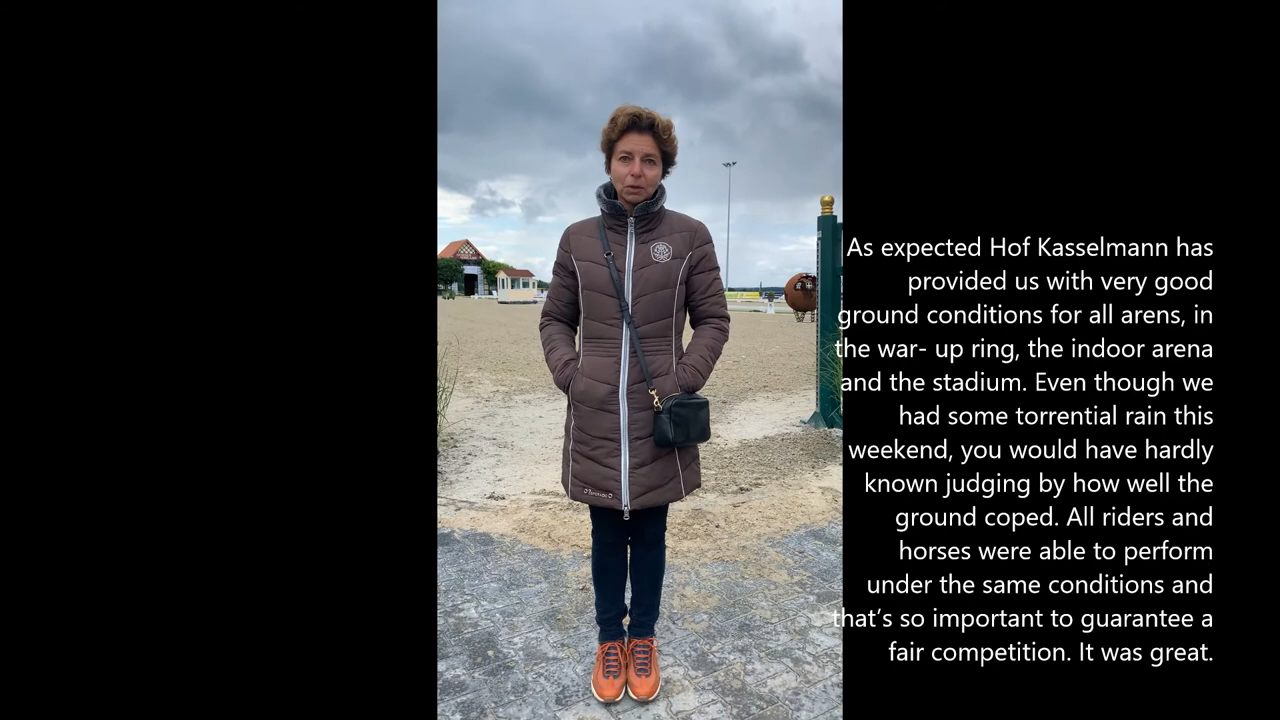 As expected Hof Kasselmann has
provided us with very good
ground conditions for all arens, in
the war- up ring, the indoor arena
and the stadium. Even though we
had some torrential rain this
weekend, you would have hardly
known judging by how well the
ground coped. All riders and
horses were able to perform
under the same conditions and
that’s so important to guarantee a
fair competition. It was great.